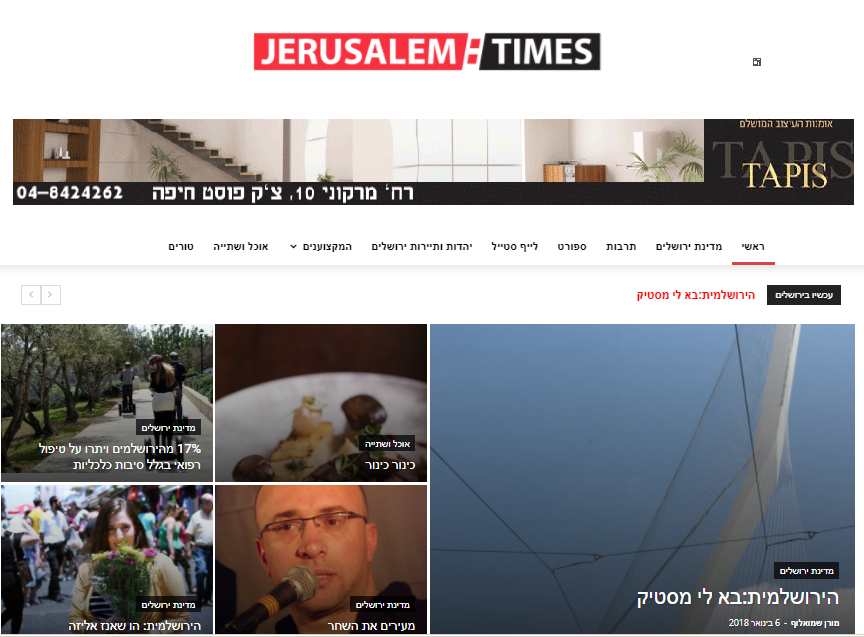 JERUSALEM:TIMES
אומנות העיצוב המושלם
TAPIS
TAPIS
רח' מרקוני 10, צ'ק פוסט חיפה 04-8424262
ראשי מדינת ירושלים תרבות ספורט לייף סטייל יהדות ותיירות ירושלים המקצוענים אוכל ושתייה טורים
עכשיו בירושלים הירושלמית:בא לי מסטיק
מדינת ירושלים
הירושלמית:בא לי מסטיק
מורן שמואלוף - 6 בינואר 2018
אוכל ושתייה
כינור כינור
מדינת ירושלים
17% מהירושלמים ויתרו על טיפול
רפואי בגלל סיבות כלכליות
מדינת ירושלים
מעירים את השחר
מדינת ירושלים
הירושלמית: הו שאנז אליזה